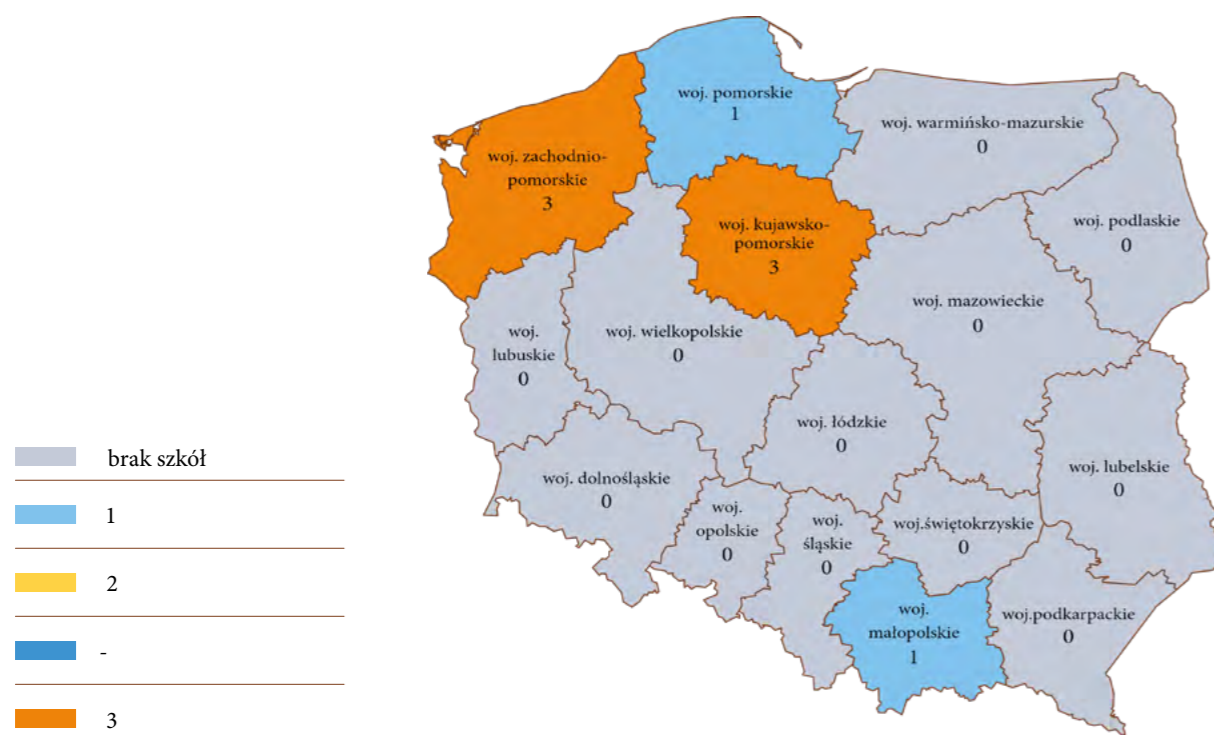 woj. pomorskie
1
woj. warmińsko-mazurskie
0
woj. zachodnio-
pomorskie
3
woj. podlaskie
0
woj. kujawsko-
pomorskie
3
woj. mazowieckie
0
woj.
lubuskie
0
woj. wielkopolskie
0
woj. łódzkie
0
woj. lubelskie
0
woj. dolnośląskie
0
woj.
opolskie
0
woj.
śląskie
0
woj.świętokrzyskie
0
woj.
małopolskie
1
woj.podkarpackie
0
brak szkół
1
2
-
3